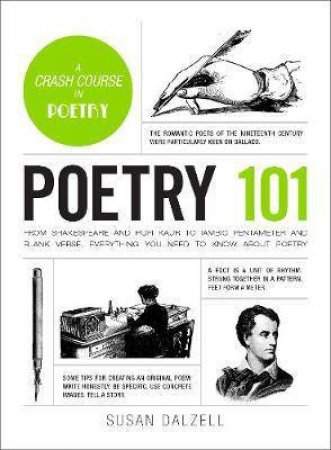 A
CRASH COURSE
IN
POETRY
THE ROMANTIC POETS OF THE NINETEENTH CENTURY
WERE PARTICULARLY KEEN ON BALLADS.
POETRY 101
FROM SHAKESPEARE AND RUPI KAUR TO IAMBIC PENTAMETER AND
BLANK VERSE, EVERYTHING YOU NEED TO KNOW ABOUT POETRY
A FOOT IS A UNIT OF RHYTHM.
STRUNG TOGETHER IN A PATTERN,
FEET FORM A METER.
SOME TIPS FOR CREATING AN ORIGINAL POEM:
WRITE HONESTLY, BE SPECIFIC, USE CONCRETE
IMAGES, TELL A STORY.
SUSAN DALZELL